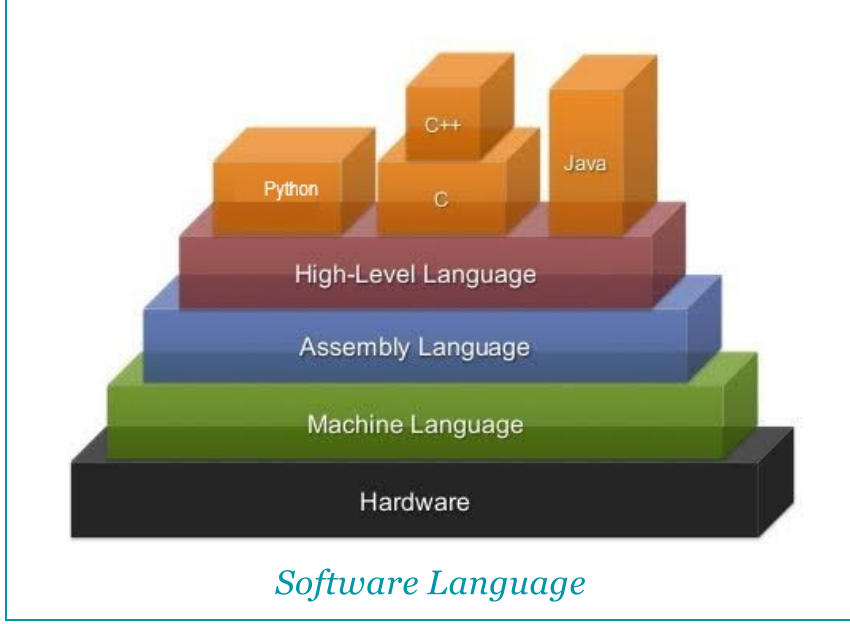 C++
Java
Python
C
High-Level Language
Assembly Language
Machine Language
Hardware
Software Language